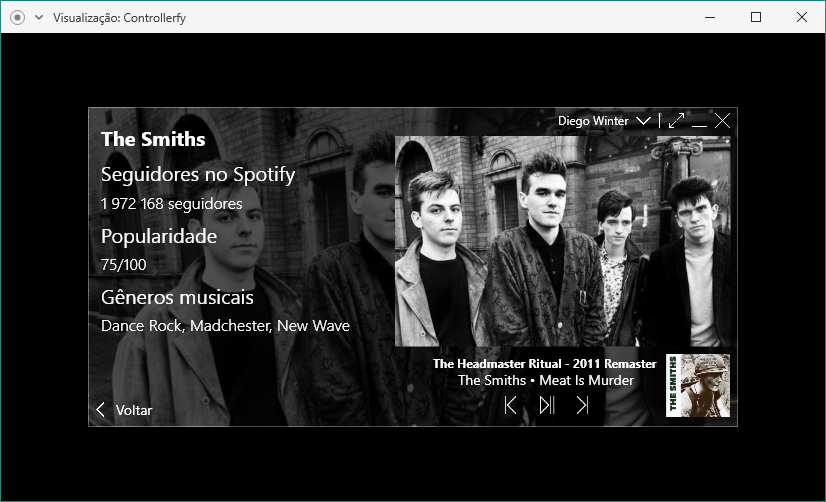 Visualização: Controllerfy
Diego Winter
The Smiths
Seguidores no Spotify
1 972 168 seguidores
Popularidade
75/100
Gêneros musicais
Dance Rock, Madchester, New Wave
The Headmaster Ritual - 2011 Remaster
The Smiths • Meat Is Murder
THE SMITHS
Voltar